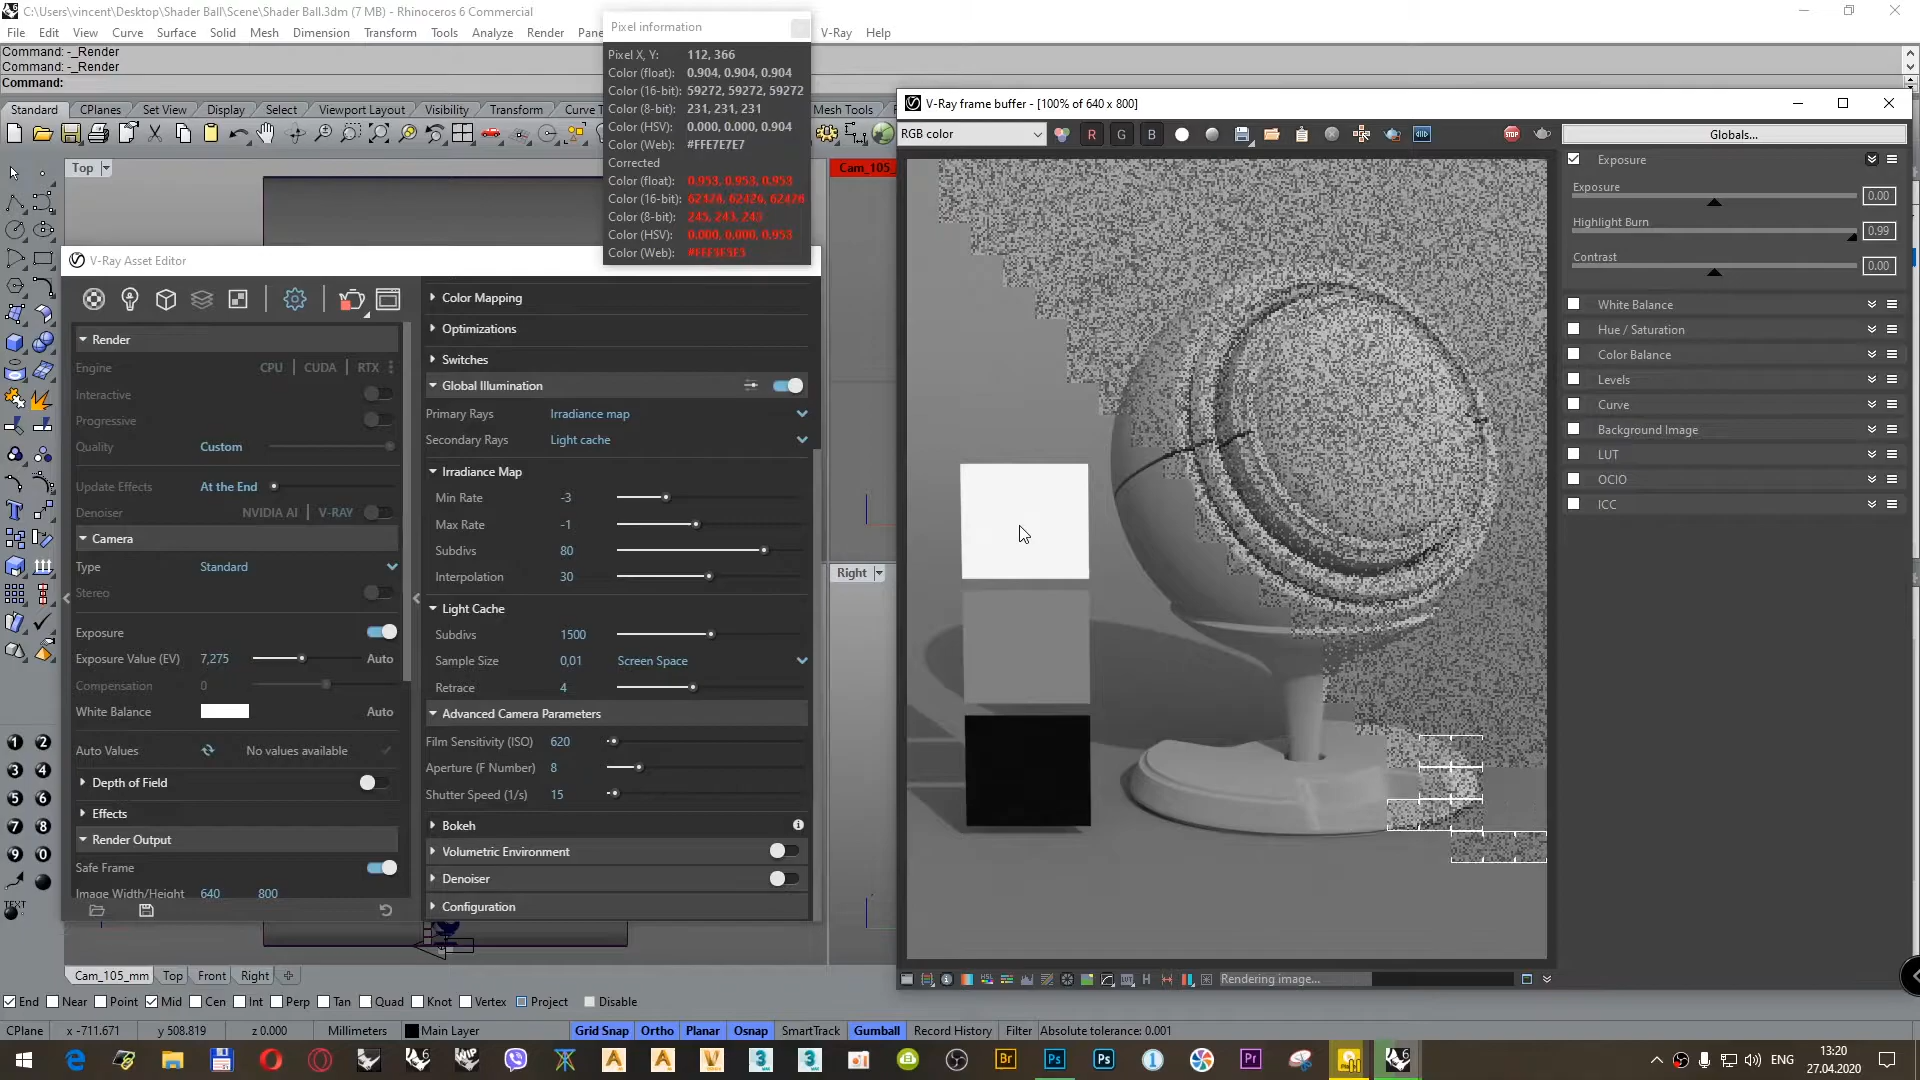 C:\Users\vincent\Desktop\Shader Ball\Scene\Shader Ball.3dm (7 MB) - Rhinoceros 6 Commercial
File Edit View Curve Surface Solid Mesh Dimension Transform Tools Analyze Render Pane V-Ray Help
Command: -_Render
Command: -_Render
Command:
Standard CPlanes Set View Display Select Viewport Layout Visibility Transform Curve T Mesh Tools
Pixel information
Pixel X, Y: 112, 366
Color (float): 0.904, 0.904, 0.904
Color (16-bit): 59272, 59272, 59272
Color (8-bit): 231, 231, 231
Color (HSV): 0.000, 0.000, 0.904
Color (Web): #FFE7E7E7
Corrected
Color (float): 0.953, 0.953, 0.953
Color (16-bit):
Color (8-bit):
Color (HSV): 0.000, 0.000, 0.953
Color (Web):
Top
Cam_105_
Right
V-Ray Asset Editor
Render
Engine CPU CUDA RTX
Interactive
Progressive
Quality Custom
Update Effects At the End
Denoiser NVIDIA AI V-RAY
Camera
Type Standard
Stereo
Exposure
Exposure Value (EV) 7,275 Auto
Compensation 0
White Balance Auto
Auto Values No values available
Depth of Field
Effects
Render Output
Safe Frame
Image Width/Height 640 800
Color Mapping
Optimizations
Switches
Global Illumination
Primary Rays Irradiance map
Secondary Rays Light cache
Irradiance Map
Min Rate -3
Max Rate -1
Subdivs 80
Interpolation 30
Light Cache
Subdivs 1500
Sample Size 0,01 Screen Space
Retrace 4
Advanced Camera Parameters
Film Sensitivity (ISO) 620
Aperture (F Number) 8
Shutter Speed (1/s) 15
Bokeh
Volumetric Environment
Denoiser
Configuration
V-Ray frame buffer - [100% of 640 x 800]
RGB color R G B STOP
Globals...
Exposure
Exposure 0.00
Highlight Burn 0.99
Contrast 0.00
White Balance
Hue / Saturation
Color Balance
Levels
Curve
Background Image
LUT
OCIO
ICC
Rendering image...
TEXT
Cam_105_mm Top Front Right
End Near Point Mid Cen Int Perp Tan Quad Knot Vertex Project Disable
CPlane x -711.671 y 508.819 z 0.000 Millimeters Main Layer Grid Snap Ortho Planar Osnap SmartTrack Gumball Record History Filter Absolute tolerance: 0.001
ENG
13:20
27.04.2020